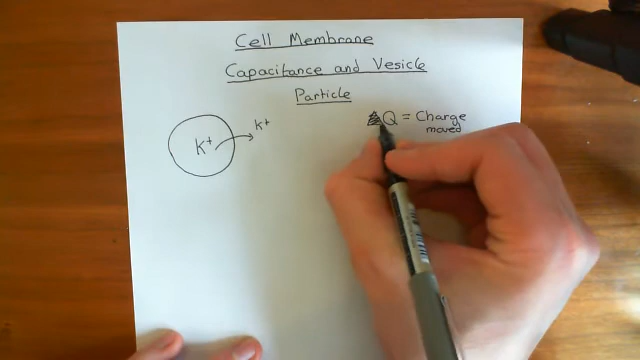 Cell Membrane
Capacitance and Vesicle
Particle
K+
K+
Q = Charge
moved